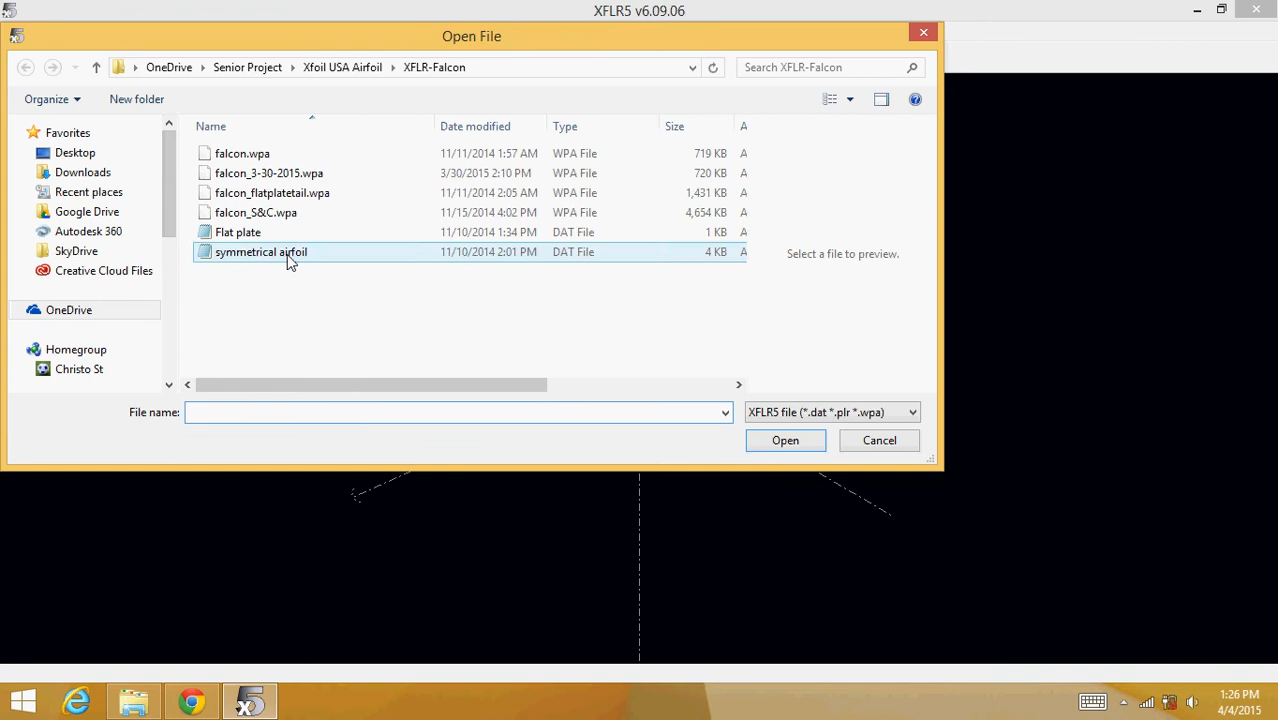 XFLR5 v6.09.06
Open File
OneDrive Senior Project Xfoil USA Airfoil XFLR-Falcon
Search XFLR-Falcon
Organize New folder
Name Date modified Type Size A
Favorites
Desktop
Downloads
Recent places
Google Drive
Autodesk 360
SkyDrive
Creative Cloud Files
OneDrive
Homegroup
Christo St
falcon.wpa 11/11/2014 1:57 AM WPA File 719 KB A
falcon_3-30-2015.wpa 3/30/2015 2:10 PM WPA File 720 KB A
falcon_flatplatetail.wpa 11/11/2014 2:05 AM WPA File 1,431 KB A
falcon_S&C.wpa 11/15/2014 4:02 PM WPA File 4,654 KB A
Flat plate 11/10/2014 1:34 PM DAT File 1 KB A
symmetrical airfoil 11/10/2014 2:01 PM DAT File 4 KB A
Select a file to preview.
File name: XFLR5 file (*.dat *.plr *.wpa)
Open Cancel
1:26 PM
4/4/2015